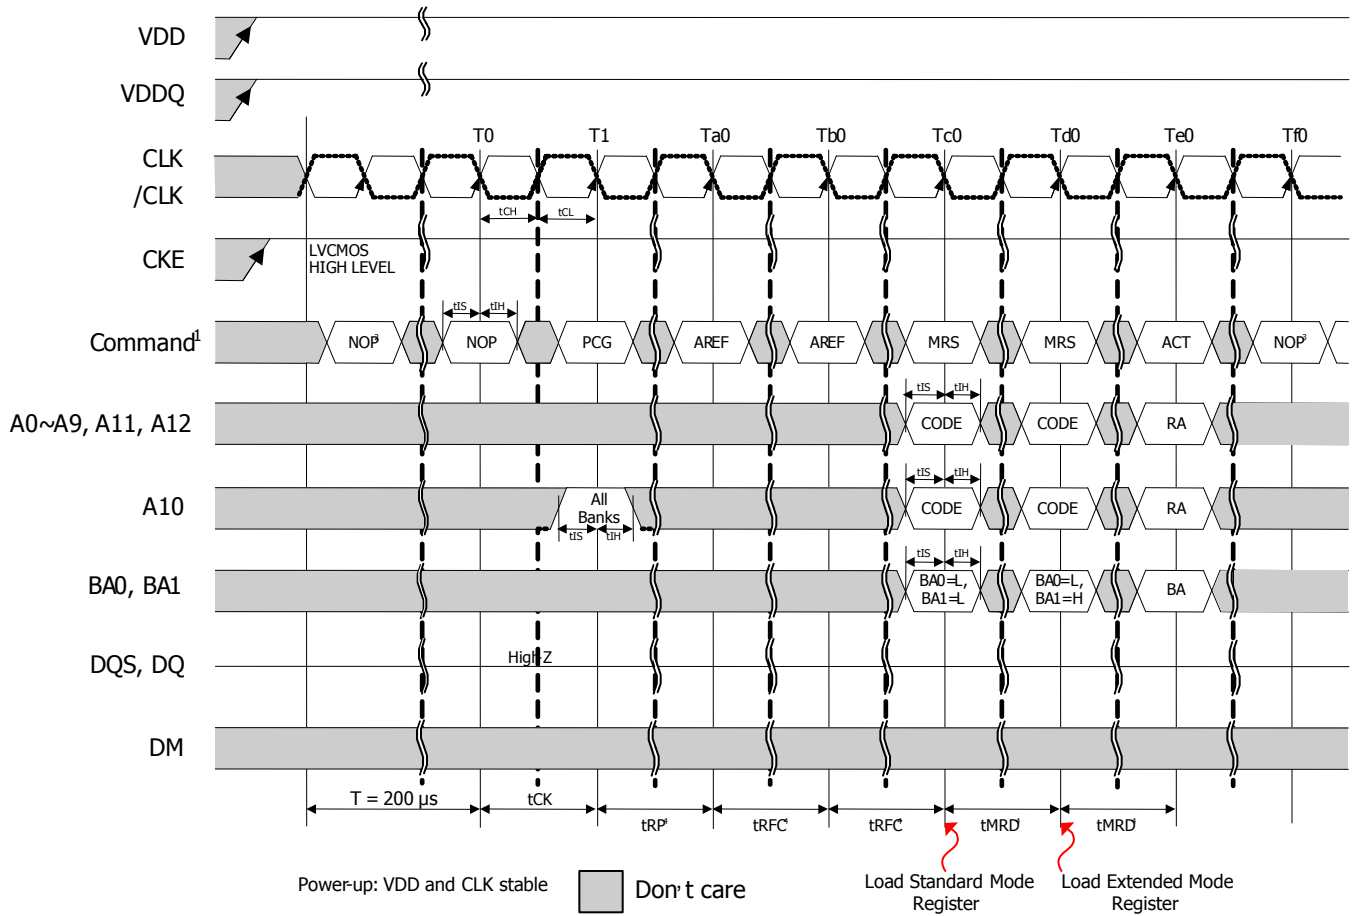 VDD
VDDQ
T0 T1 Ta0 Tb0 Tc0 Td0 Te0 Tf0
CLK
/CLK
tCH tCL
CKE
LVCMOS
HIGH LEVEL
tIS tIH
Command1 NOP3 NOP PCG AREF AREF MRS MRS ACT NOP3
tIS tIH
A0~A9, A11, A12 CODE CODE RA
tIS tIH
A10 All
Banks CODE CODE RA
tIS tIH
tIS tIH
BA0, BA1 BA0=L,
BA1=L BA0=L,
BA1=H BA
DQS, DQ High-Z
DM
T = 200 µs tCK
tRP4 tRFC4 tRFC4 tMRD4 tMRD4
Power-up: VDD and CLK stable
Don't care
Load Standard Mode
Register
Load Extended Mode
Register